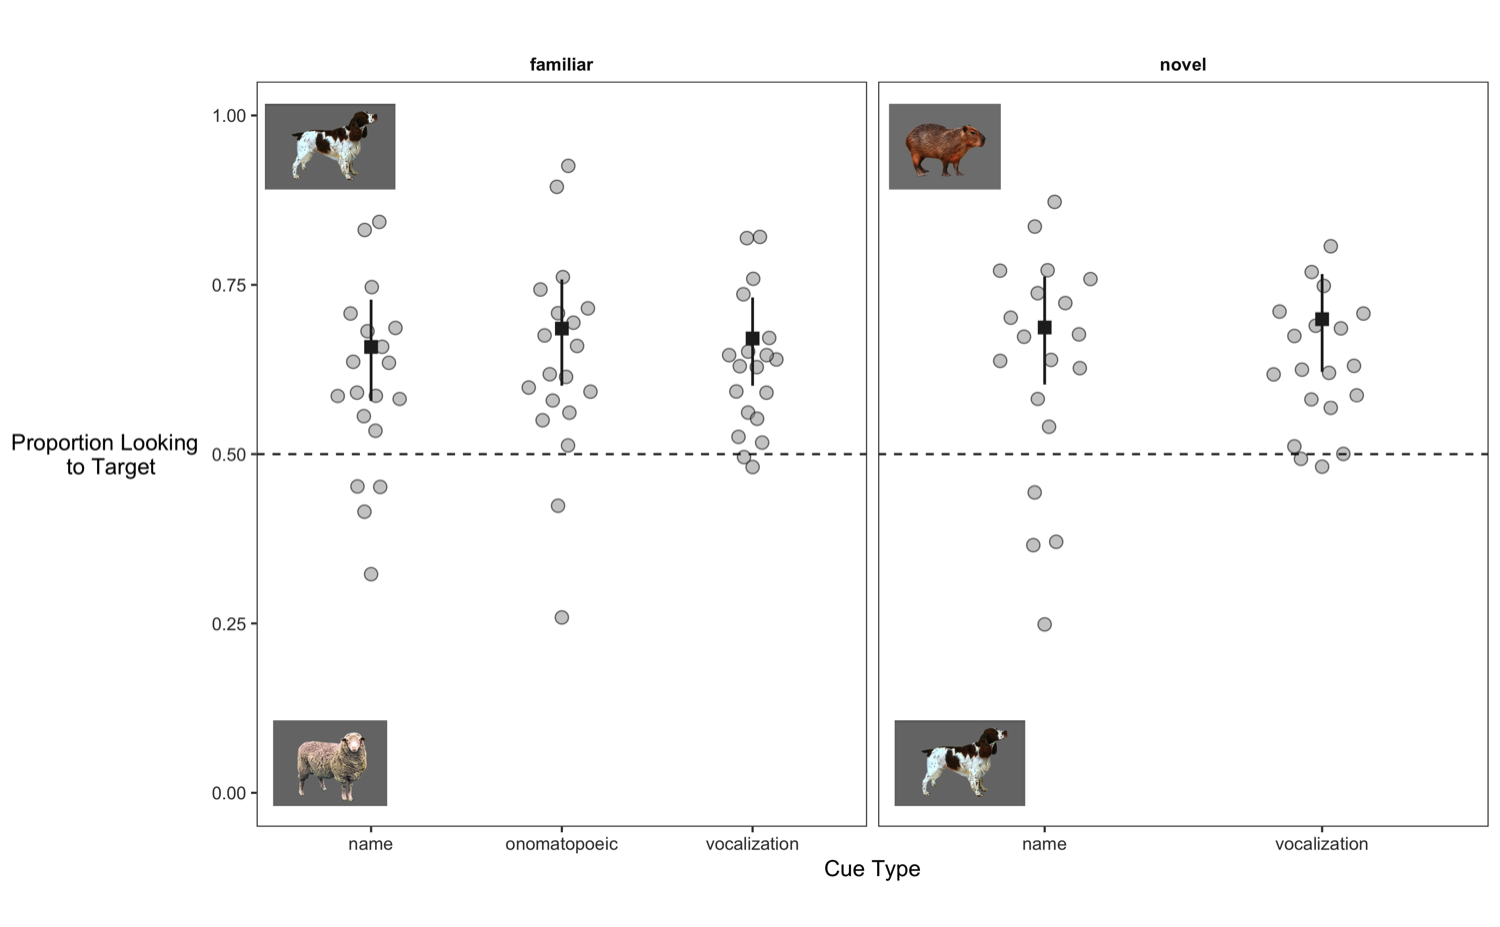 familiar
novel
1.00
0.75
0.50
0.25
0.00
Proportion Looking
to Target
name
onomatopoeic
vocalization
name
vocalization
Cue Type